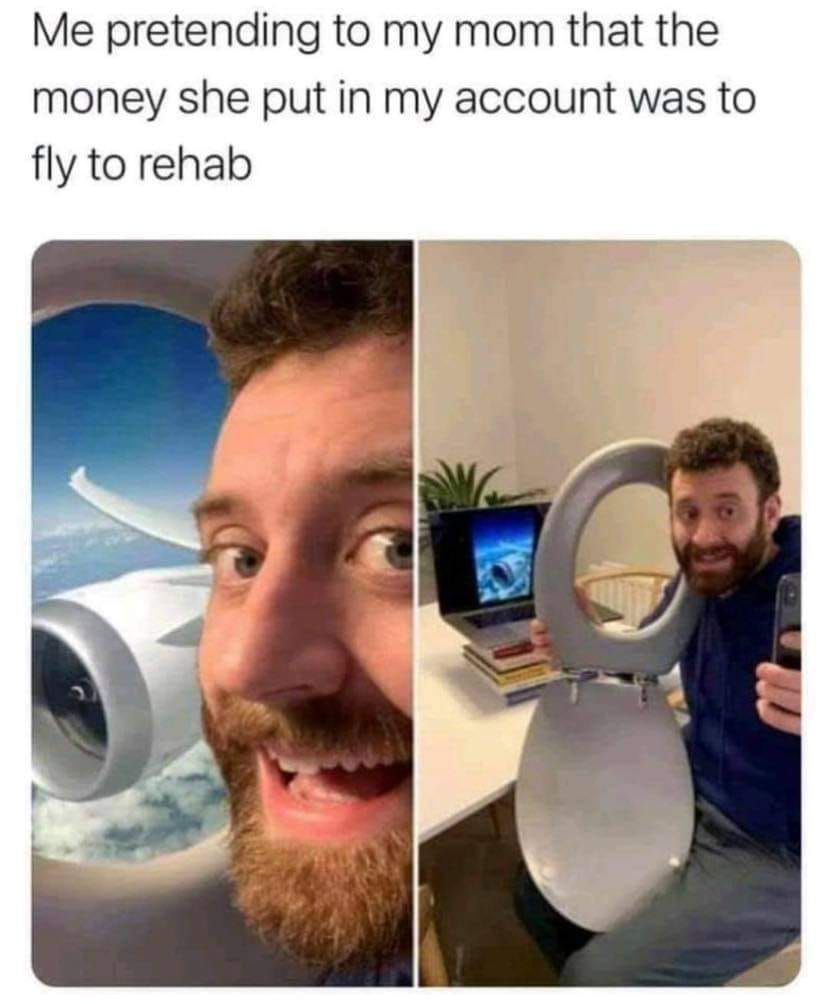 Me pretending to my mom that the
money she put in my account was to
fly to rehab